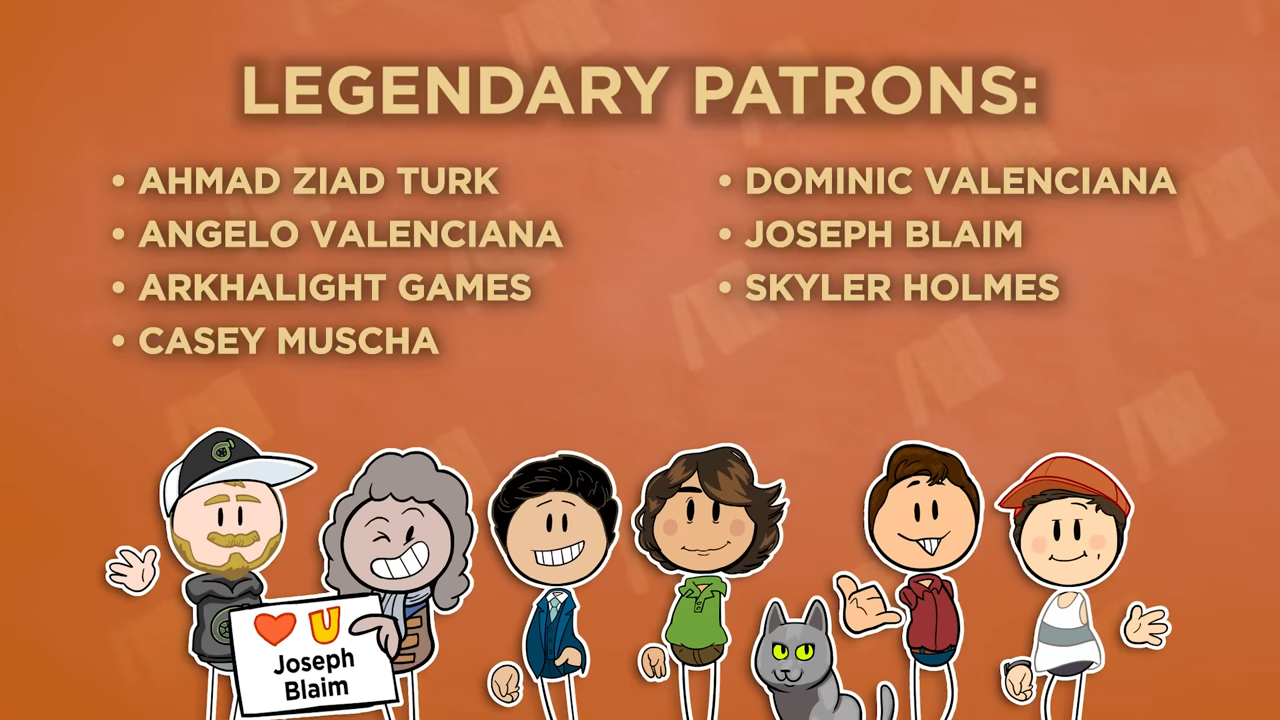 LEGENDARY PATRONS:
• AHMAD ZIAD TURK
• ANGELO VALENCIANA
• ARKHALIGHT GAMES
• CASEY MUSCHA
• DOMINIC VALENCIANA
• JOSEPH BLAIM
• SKYLER HOLMES
❤ U
Joseph
Blaim